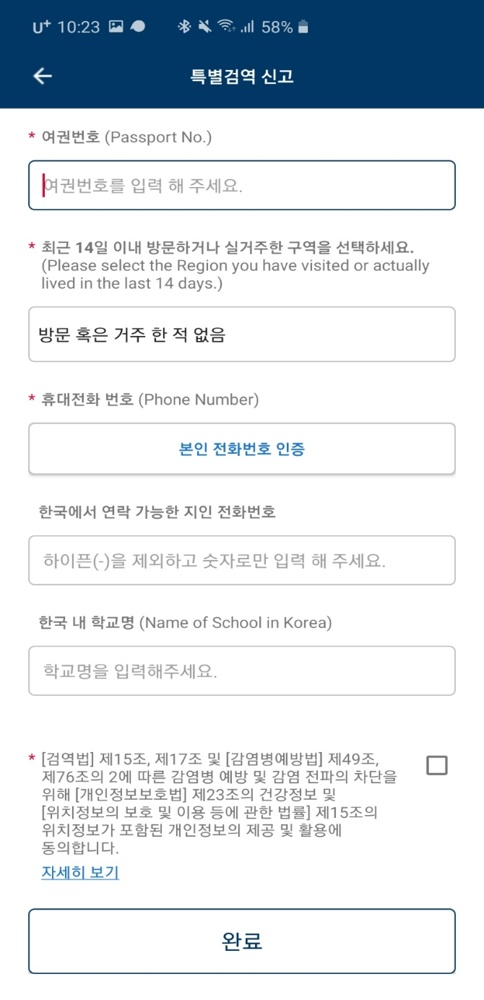 U+ 10:23 58%
특별검역 신고
* 여권번호 (Passport No.)
여권번호를 입력 해 주세요.
* 최근 14일 이내 방문하거나 실거주한 구역을 선택하세요.
(Please select the Region you have visited or actually
lived in the last 14 days.)
방문 혹은 거주 한 적 없음
* 휴대전화 번호 (Phone Number)
본인 전화번호 인증
한국에서 연락 가능한 지인 전화번호
하이픈(-)을 제외하고 숫자로만 입력 해 주세요.
한국 내 학교명 (Name of School in Korea)
학교명을 입력해주세요.
* [검역법] 제15조, 제17조 및 [감염병예방법] 제49조,
제76조의 2에 따른 감염병 예방 및 감염 전파의 차단을
위해 [개인정보보호법] 제23조의 건강정보 및
[위치정보의 보호 및 이용 등에 관한 법률] 제15조의
위치정보가 포함된 개인정보의 제공 및 활용에
동의합니다.
자세히 보기
완료